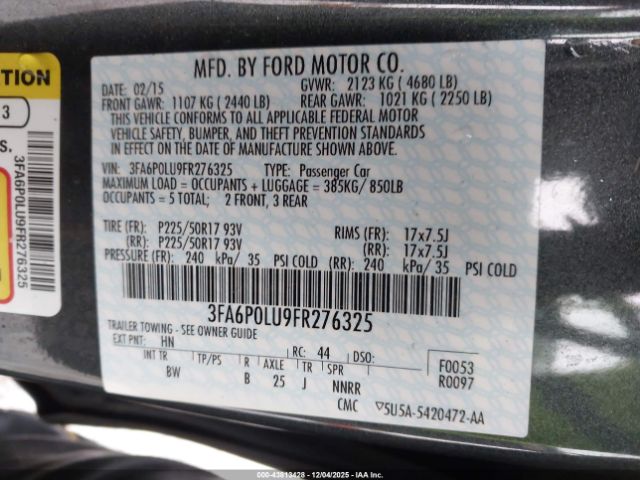 TION
3
S.
3FA6P0LU9FR276325
MFD. BY FORD MOTOR CO.
DATE: 02/15 GVWR: 2123 KG ( 4680 LB)
FRONT GAWR: 1107 KG ( 2440 LB) REAR GAWR: 1021 KG ( 2250 LB)
THIS VEHICLE CONFORMS TO ALL APPLICABLE FEDERAL MOTOR
VEHICLE SAFETY, BUMPER, AND THEFT PREVENTION STANDARDS
IN EFFECT ON THE DATE OF MANUFACTURE SHOWN ABOVE.
VIN: 3FA6P0LU9FR276325 TYPE: Passenger Car
MAXIMUM LOAD = OCCUPANTS + LUGGAGE = 385KG/ 850LB
OCCUPANTS = 5 TOTAL; 2 FRONT, 3 REAR
TIRE (FR): P225/50R17 93V RIMS (FR): 17x7.5J
(RR): P225/50R17 93V (RR): 17x7.5J
PRESSURE (FR): 240 kPa/ 35 PSI COLD (RR): 240 kPa/ 35 PSI COLD
3FA6P0LU9FR276325
TRAILER TOWING - SEE OWNER GUIDE
EXT PNT: HN RC: 44 DSO: F0053
INT TR TP/PS R AXLE TR SPR R0097
BW B 25 J NNRR
CMC 5U5A-5420472-AA
000-43813428 - 12/04/2025 - IAA Inc.